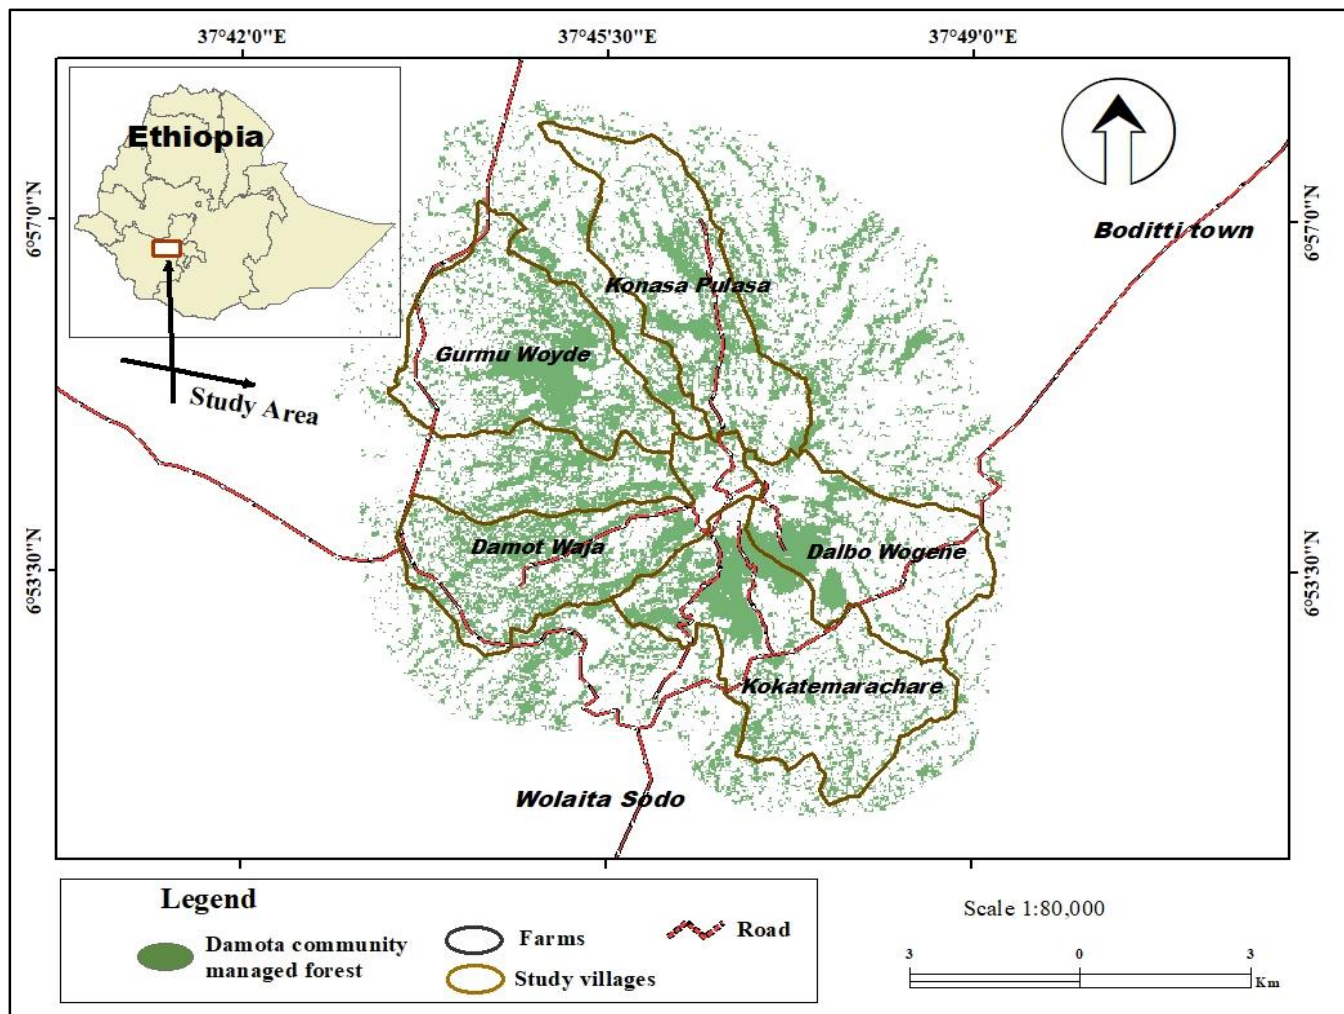 37°42'0"E
37°45'30"E
37°49'0"E
Ethiopia
6°57'0"N
6°57'0"N
Boditti town
Konasa Pulasa
Gurmu Woyde
Study Area
Damot Waja
Dalbo Wogene
6°53'30"N
6°53'30"N
Kokatemarachare
Wolaita Sodo
Legend
Damota community
managed forest
Farms
Study villages
Road
Scale 1:80,000
3 0 3
Km